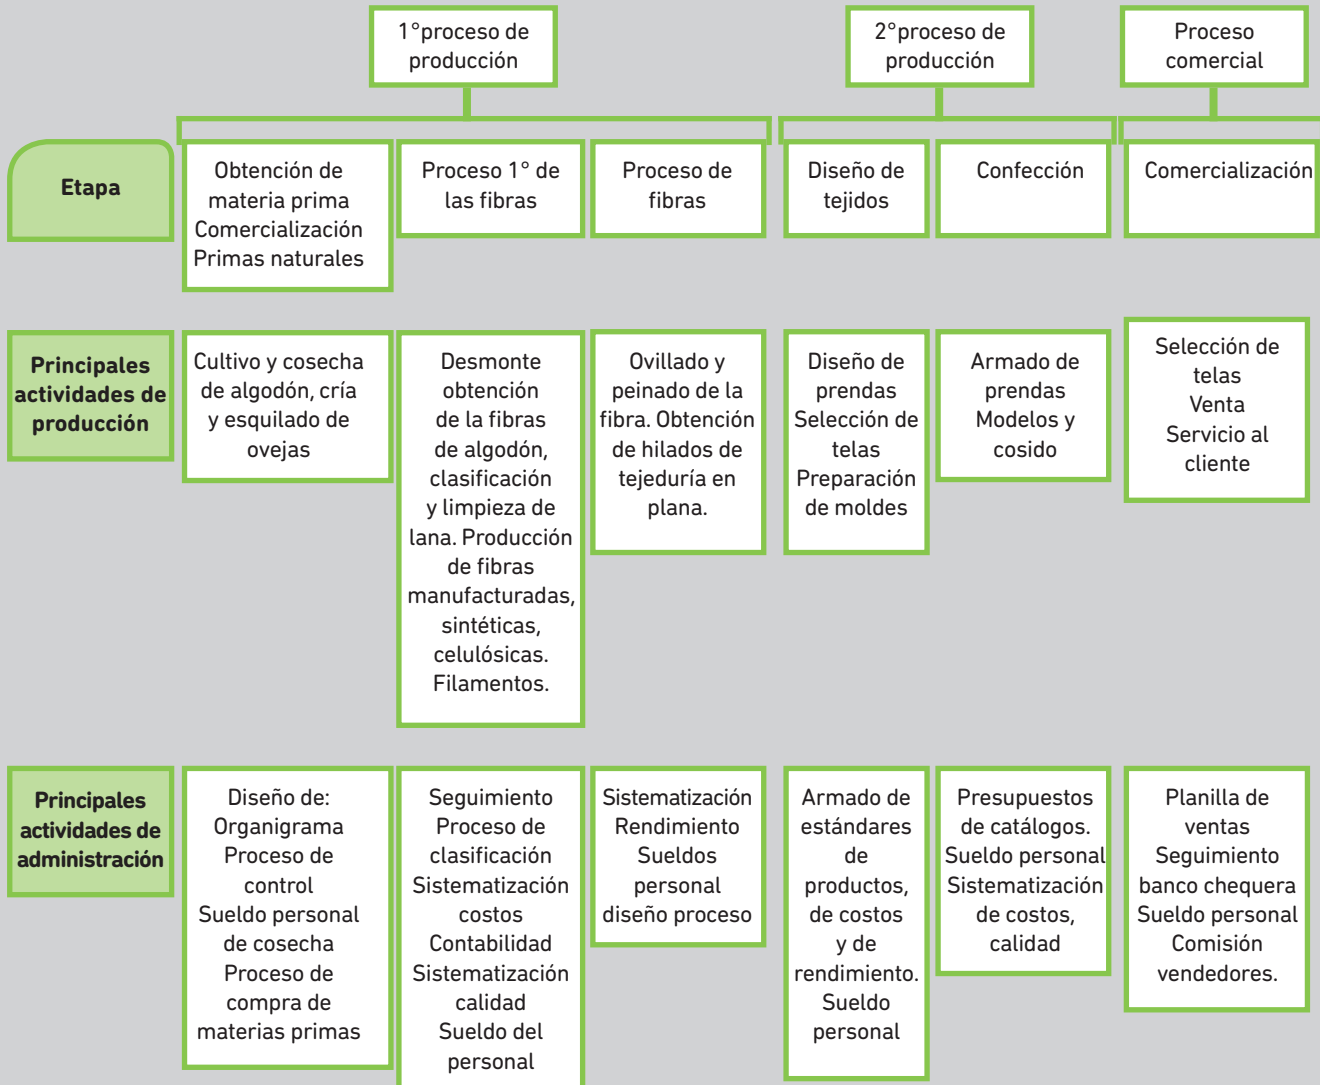 1°proceso de
producción
2°proceso de
producción
Proceso
comercial
Etapa
Obtención de
materia prima
Comercialización
Primas naturales
Proceso 1° de
las fibras
Proceso de
fibras
Diseño de
tejidos
Confección
Comercialización
Principales
actividades de
producción
Cultivo y cosecha
de algodón, cría
y esquilado de
ovejas
Desmonte
obtención
de la fibras
de algodón,
clasificación
y limpieza de
lana. Producción
de fibras
manufacturadas,
sintéticas,
celulósicas.
Filamentos.
Ovillado y
peinado de la
fibra. Obtención
de hilados de
tejeduría en
plana.
Diseño de
prendas
Selección de
telas
Preparación
de moldes
Armado de
prendas
Modelos y
cosido
Selección de
telas
Venta
Servicio al
cliente
Principales
actividades de
administración
Diseño de:
Organigrama
Proceso de
control
Sueldo personal
de cosecha
Proceso de
compra de
materias primas
Seguimiento
Proceso de
clasificación
Sistematización
costos
Contabilidad
Sistematización
calidad
Sueldo del
personal
Sistematización
Rendimiento
Sueldos
personal
diseño proceso
Armado de
estándares
de
productos,
de costos
y de
rendimiento.
Sueldo
personal
Presupuestos
de catálogos.
Sueldo personal
Sistematización
de costos,
calidad
Planilla de
ventas
Seguimiento
banco chequera
Sueldo personal
Comisión
vendedores.